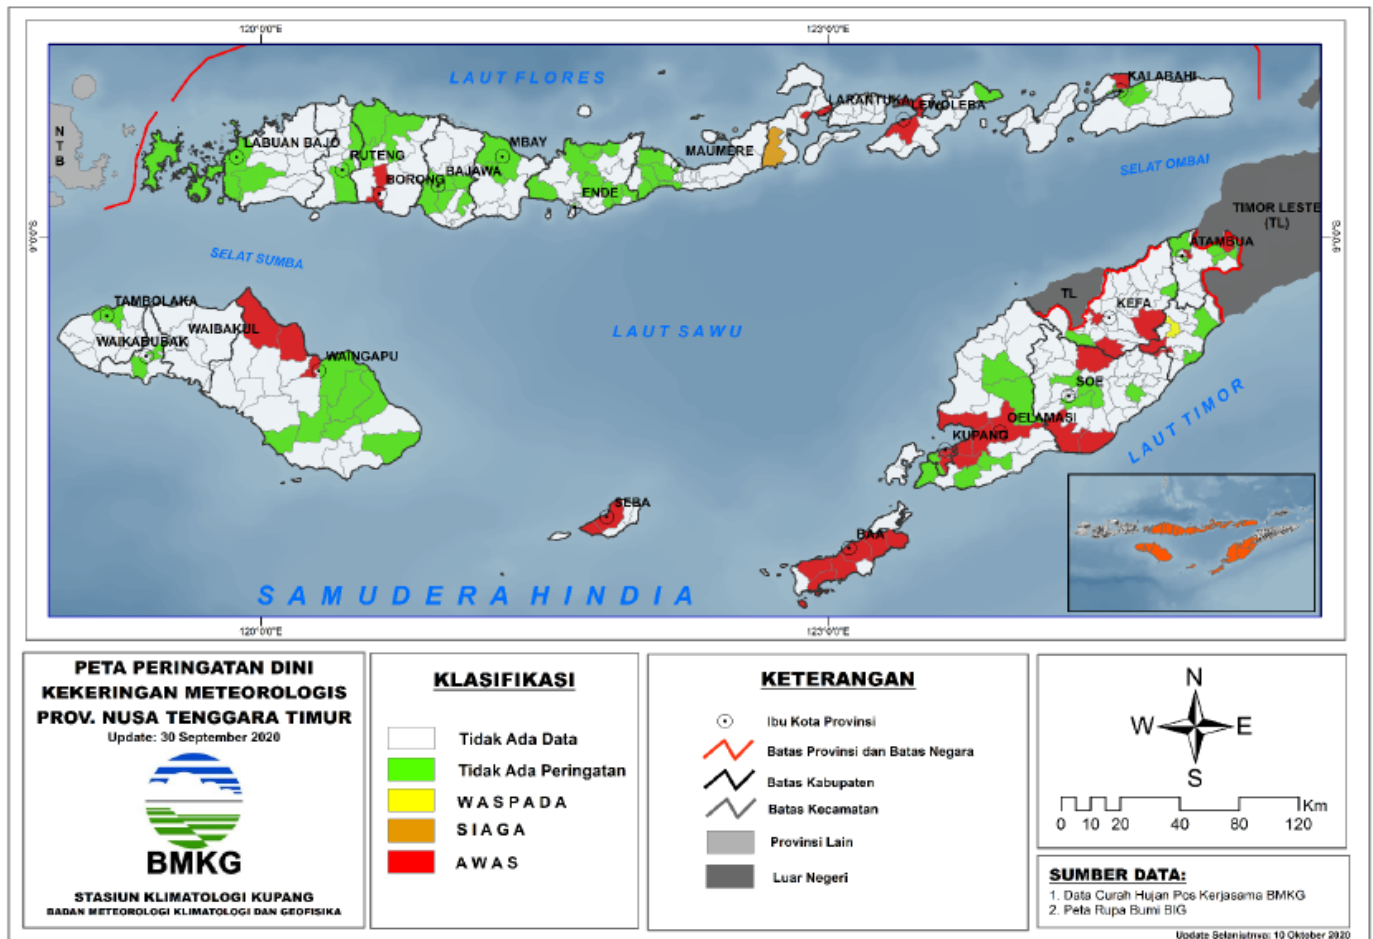 120°0'0"E
123°0'0"E
LAUT FLORES
KALABAHI
LARANTUKA
LEWOLEBA
NTB
LABUAN BAJO
MBAY
MAUMERE
RUTENG
BAJAWA
BORONG
ENDE
SELAT OMBAI
TIMOR LESTE
(TL)
9°0'0"S
9°0'0"S
ATAMBUA
SELAT SUMBA
TL
KEFA
TAMBOLAKA
WAIBAKUL
WAIKABUBAK
WAINGAPU
LAUT SAWU
SOE
OELAMASI
KUPANG
LAUT TIMOR
SEBA
BAA
SAMUDERA HINDIA
120°0'0"E
123°0'0"E
PETA PERINGATAN DINI
KEKERINGAN METEOROLOGIS
PROV. NUSA TENGGARA TIMUR
Update: 30 September 2020
BMKG
STASIUN KLIMATOLOGI KUPANG
BADAN METEOROLOGI KLIMATOLOGI DAN GEOFISIKA
KLASIFIKASI
Tidak Ada Data
Tidak Ada Peringatan
W A S P A D A
S I A G A
A W A S
KETERANGAN
Ibu Kota Provinsi
Batas Provinsi dan Batas Negara
Batas Kabupaten
Batas Kecamatan
Provinsi Lain
Luar Negeri
N
W E
S
Km
0 10 20 40 80 120
SUMBER DATA:
1. Data Curah Hujan Pos Kerjasama BMKG
2. Peta Rupa Bumi BIG
Update Selanjutnya: 10 Oktober 2020